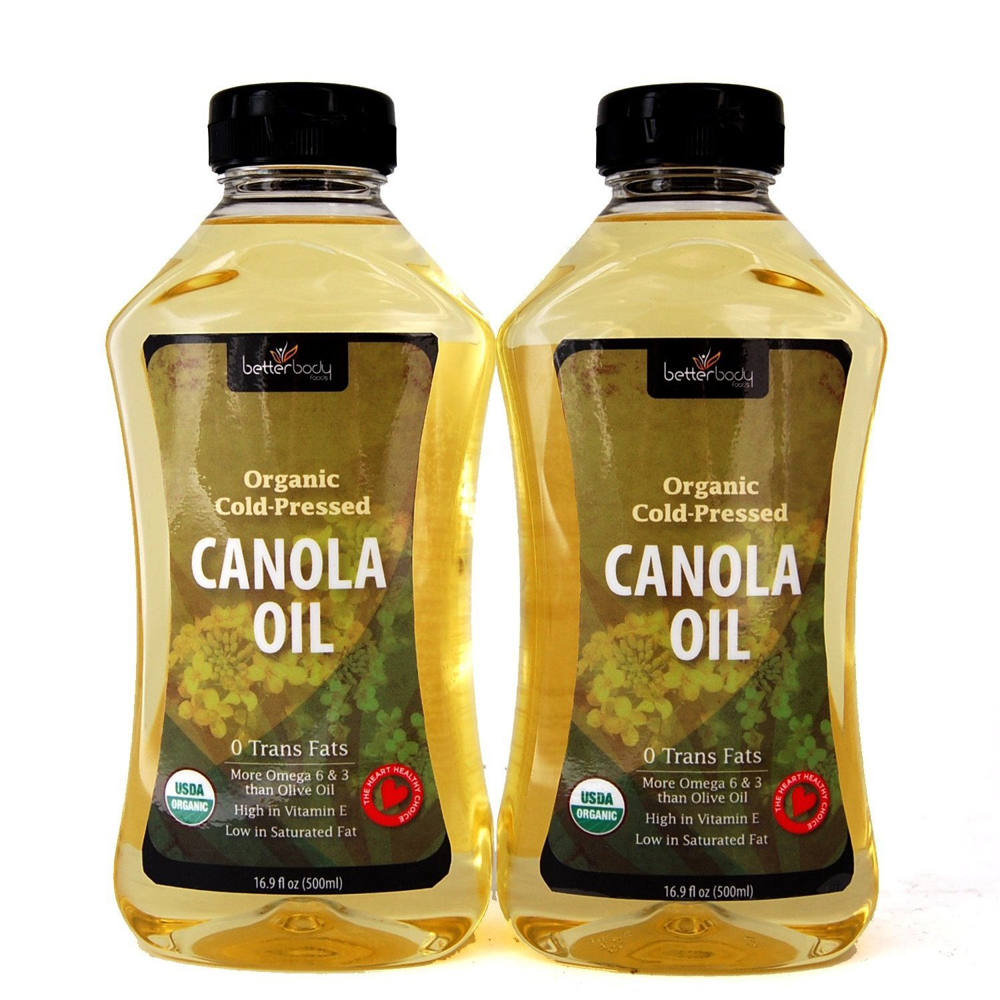 betterbody
foods
Organic
Cold-Pressed
CANOLA
OIL
0 Trans Fats
More Omega 6 & 3
than Olive Oil
High in Vitamin E
Low in Saturated Fat
USDA
ORGANIC
THE HEART HEALTHY CHOICE
16.9 fl oz (500ml)
betterbody
foods
Organic
Cold-Pressed
CANOLA
OIL
0 Trans Fats
More Omega 6 & 3
than Olive Oil
High in Vitamin E
Low in Saturated Fat
USDA
ORGANIC
THE HEART HEALTHY CHOICE
16.9 fl oz (500ml)